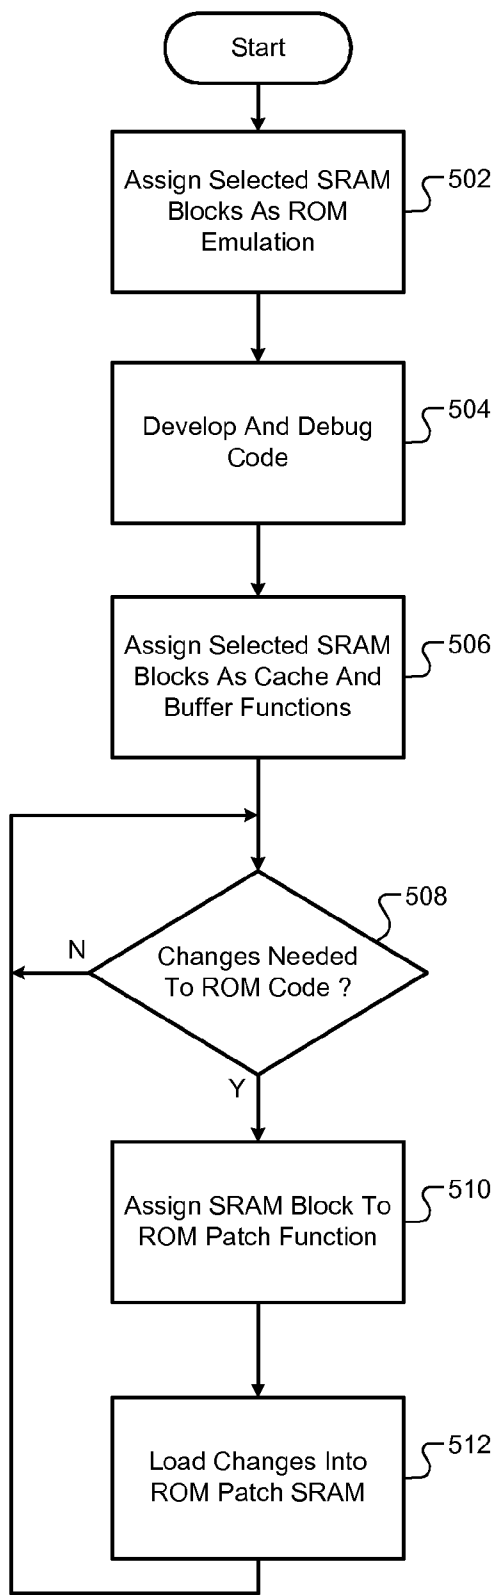 Start
Assign Selected SRAM
Blocks As ROM
Emulation
502
Develop And Debug
Code
504
Assign Selected SRAM
Blocks As Cache And
Buffer Functions
506
Changes Needed
To ROM Code ?
508
N
Y
Assign SRAM Block To
ROM Patch Function
510
Load Changes Into
ROM Patch SRAM
512